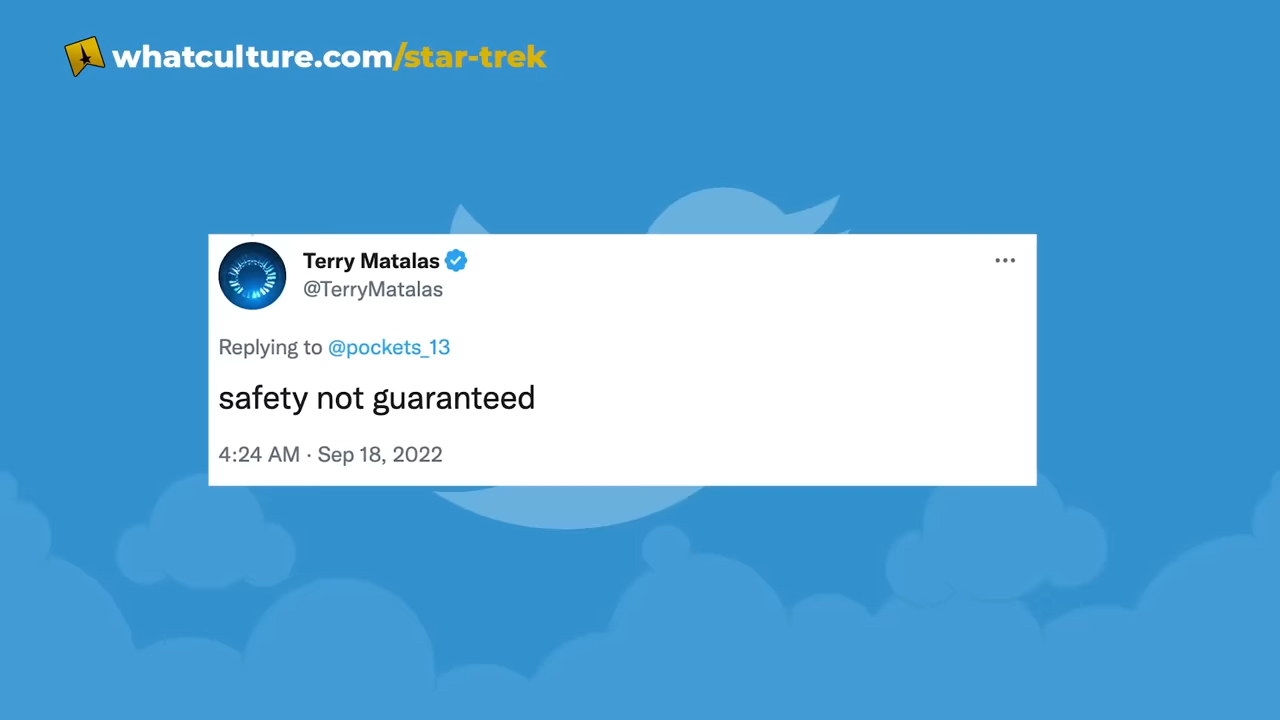 whatculture.com/star-trek
Terry Matalas
@TerryMatalas
Replying to @pockets_13
safety not guaranteed
4:24 AM · Sep 18, 2022